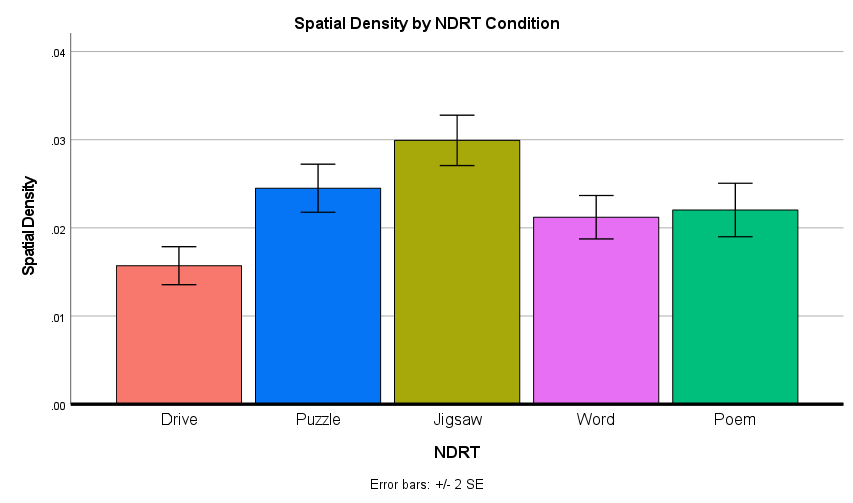 Spatial Density by NDRT Condition
Spatial Density
.04
.03
.02
.01
.00
Drive Puzzle Jigsaw Word Poem
NDRT
Error bars: +/- 2 SE